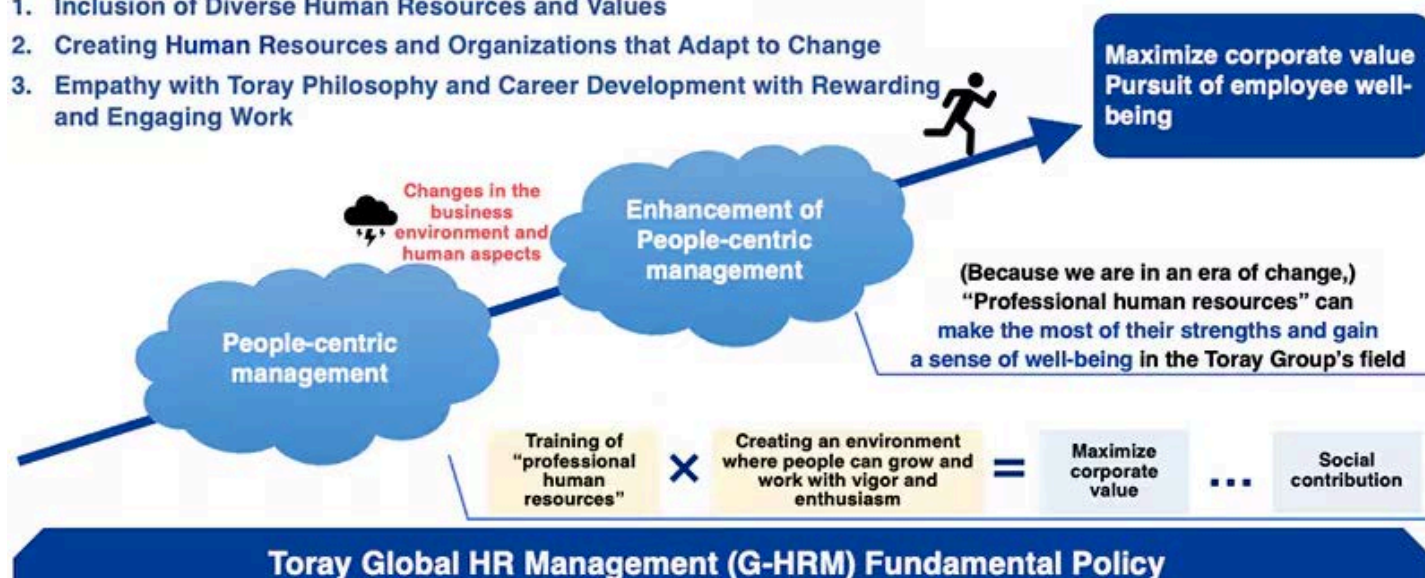 1. Inclusion of Diverse Human Resources and Values
2. Creating Human Resources and Organizations that Adapt to Change
3. Empathy with Toray Philosophy and Career Development with Rewarding
and Engaging Work
Maximize corporate value
Pursuit of employee well-
being
Changes in the
business
environment and
human aspects
Enhancement of
People-centric
management
People-centric
management
(Because we are in an era of change,)
“Professional human resources” can
make the most of their strengths and gain
a sense of well-being in the Toray Group’s field
Training of
“professional
human
resources”
×
Creating an environment
where people can grow and
work with vigor and
enthusiasm
=
Maximize
corporate
value
...
Social
contribution
Toray Global HR Management (G-HRM) Fundamental Policy